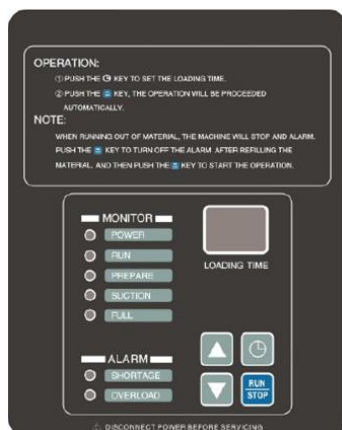 OPERATION:
① PUSH THE KEY TO SET THE LOADING TIME.
② PUSH THE KEY, THE OPERATION WILL BE PROCEEDED
AUTOMATICALLY.
NOTE:
WHEN RUNNING OUT OF MATERIAL, THE MACHINE WILL STOP AND ALARM.
PUSH THE KEY TO TURN OFF THE ALARM AFTER REFILLING THE
MATERIAL, AND THEN PUSH THE KEY TO START THE OPERATION.
MONITOR
POWER
RUN
PREPARE
SUCTION
FULL
LOADING TIME
ALARM
SHORTAGE
OVERLOAD
RUN
STOP
⚠ DISCONNECT POWER BEFORE SERVICING